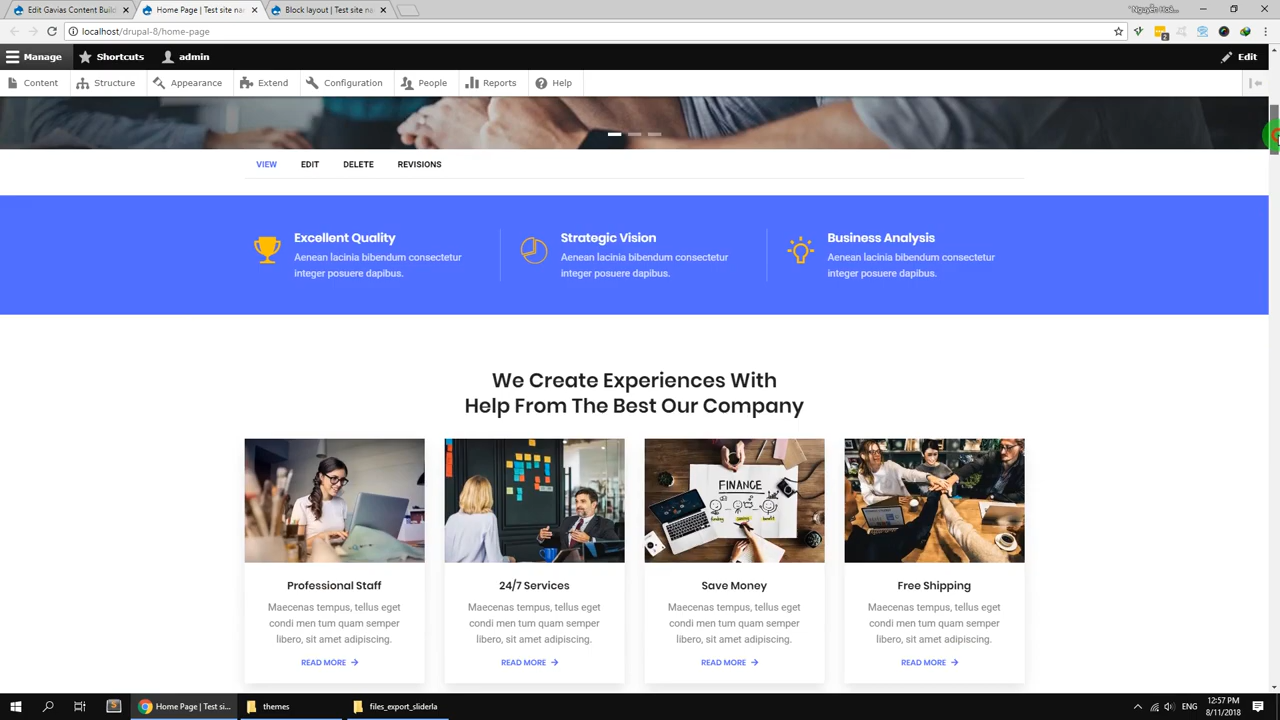 Edit Gavias Content Build
Home Page | Test site na
Block layout | Test site n
"Nguyen Hoà...
localhost/drupal-8/home-page
2
Manage
Shortcuts
admin
Edit
Content
Structure
Appearance
Extend
Configuration
People
Reports
Help
VIEW
EDIT
DELETE
REVISIONS
Excellent Quality
Aenean lacinia bibendum consectetur
integer posuere dapibus.
Strategic Vision
Aenean lacinia bibendum consectetur
integer posuere dapibus.
Business Analysis
Aenean lacinia bibendum consectetur
integer posuere dapibus.
We Create Experiences With
Help From The Best Our Company
FINANCE
Professional Staff
Maecenas tempus, tellus eget
condi men tum quam semper
libero, sit amet adipiscing.
READ MORE
24/7 Services
Maecenas tempus, tellus eget
condi men tum quam semper
libero, sit amet adipiscing.
READ MORE
Save Money
Maecenas tempus, tellus eget
condi men tum quam semper
libero, sit amet adipiscing.
READ MORE
Free Shipping
Maecenas tempus, tellus eget
condi men tum quam semper
libero, sit amet adipiscing.
READ MORE
Home Page | Test si...
themes
files_export_sliderla
ENG
12:57 PM
8/11/2018